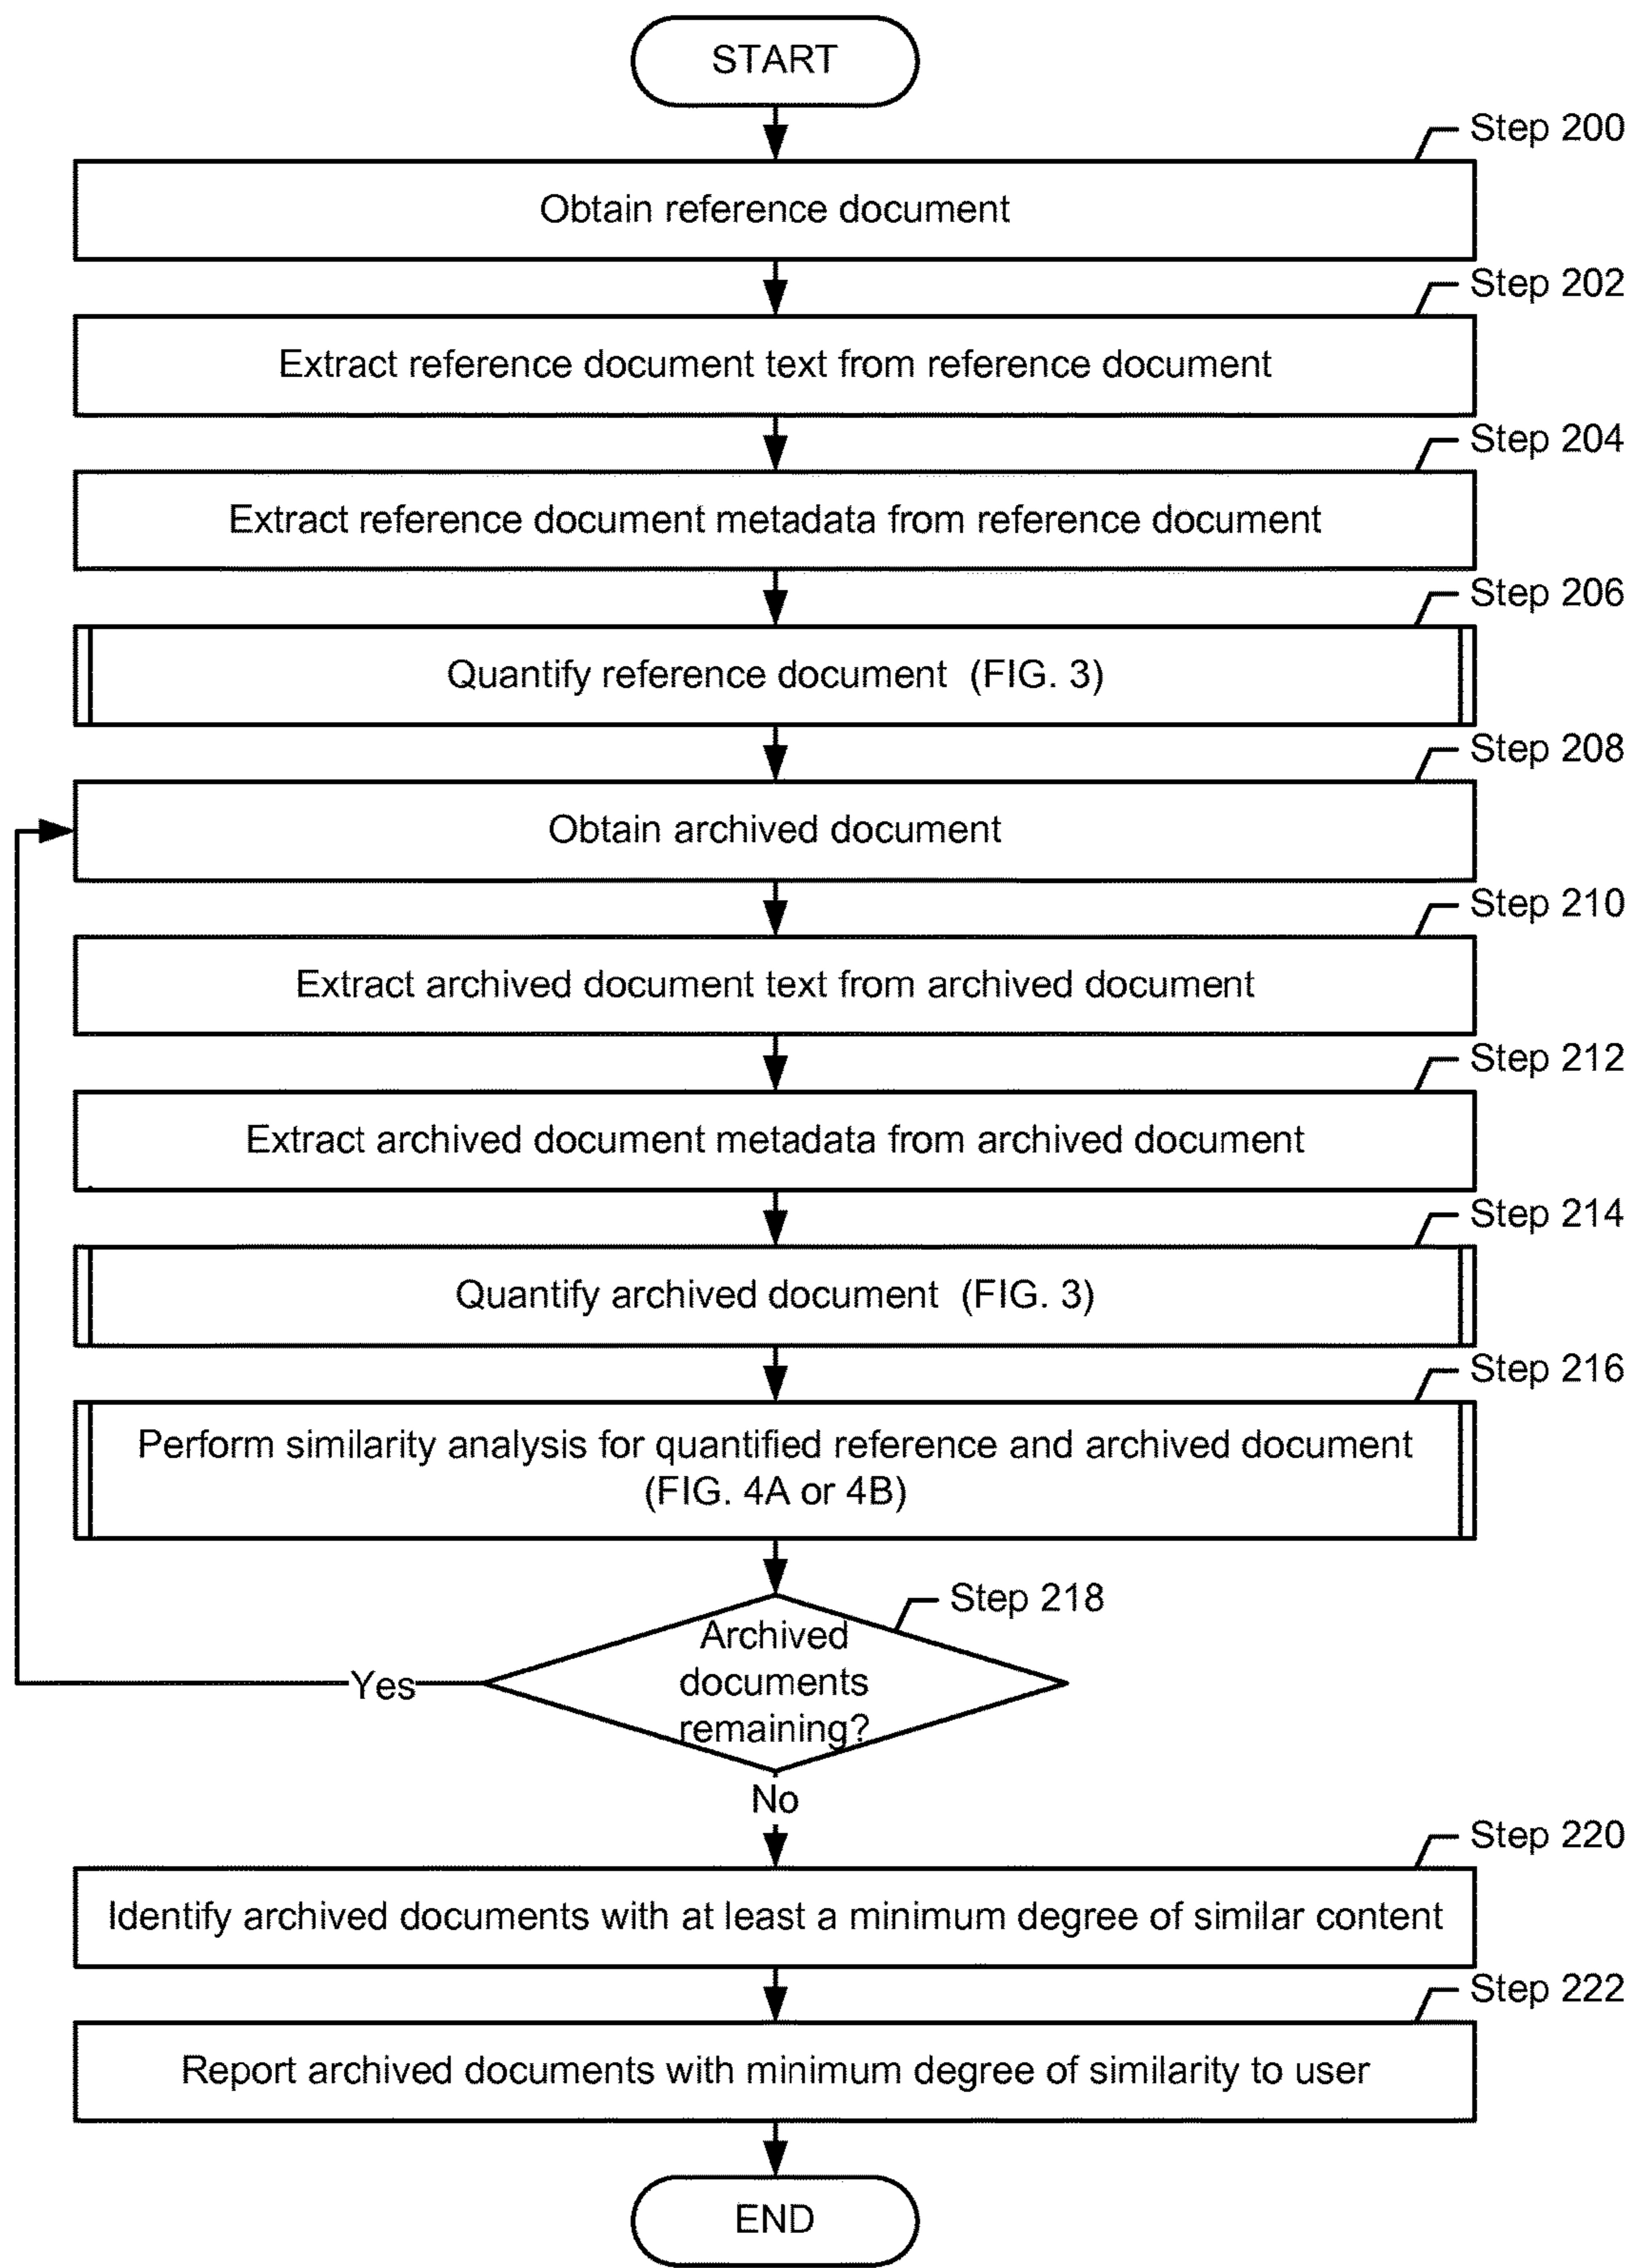 START
Step 200
Obtain reference document
Step 202
Extract reference document text from reference document
Step 204
Extract reference document metadata from reference document
Step 206
Quantify reference document (FIG. 3)
Step 208
Obtain archived document
Step 210
Extract archived document text from archived document
Step 212
Extract archived document metadata from archived document
Step 214
Quantify archived document (FIG. 3)
Step 216
Perform similarity analysis for quantified reference and archived document
(FIG. 4A or 4B)
Step 218
Archived
documents
remaining?
Yes
No
Step 220
Identify archived documents with at least a minimum degree of similar content
Step 222
Report archived documents with minimum degree of similarity to user
END